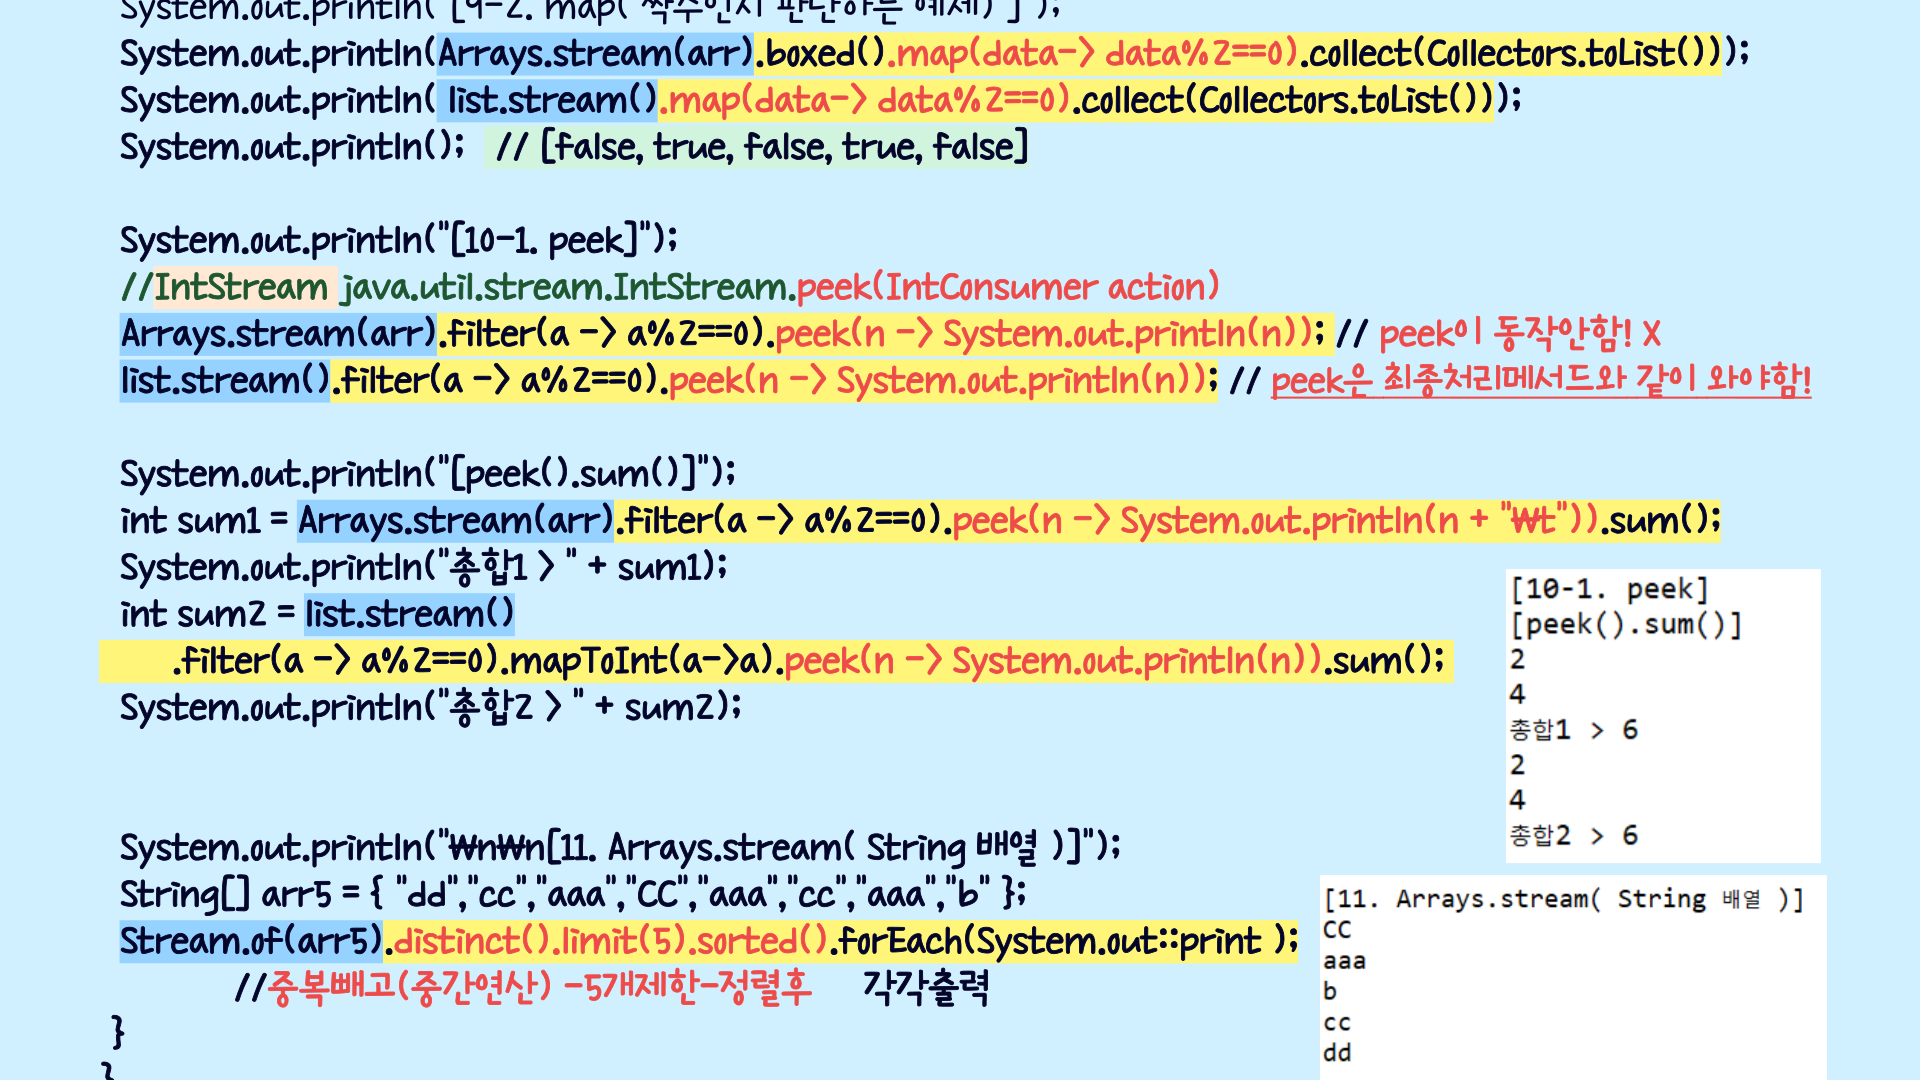 System.out.println("[9-2. map( 짝수인지 판단하는 예제) ]");
System.out.println(Arrays.stream(arr).boxed().map(data-> data%2==0).collect(Collectors.toList()));
System.out.println( list.stream().map(data-> data%2==0).collect(Collectors.toList()));
System.out.println(); // [false, true, false, true, false]
System.out.println("[10-1. peek]");
//IntStream java.util.stream.IntStream.peek(IntConsumer action)
Arrays.stream(arr).filter(a -> a%2==0).peek(n -> System.out.println(n)); // peek이 동작안함! X
list.stream().filter(a -> a%2==0).peek(n -> System.out.println(n)); // peek은 최종처리메서드와 같이 와야함!
System.out.println("[peek().sum()]");
int sum1 = Arrays.stream(arr).filter(a -> a%2==0).peek(n -> System.out.println(n + "₩t")).sum();
System.out.println("총합1 > " + sum1);
int sum2 = list.stream()
.filter(a -> a%2==0).mapToInt(a->a).peek(n -> System.out.println(n)).sum();
System.out.println("총합2 > " + sum2);
[10-1. peek]
[peek().sum()]
2
4
총합1 > 6
2
4
총합2 > 6
System.out.println("₩n₩n[11. Arrays.stream( String 배열 )]");
String[] arr5 = { "dd","cc","aaa","CC","aaa","cc","aaa","b" };
Stream.of(arr5).distinct().limit(5).sorted().forEach(System.out::print );
//중복빼고(중간연산) -5개제한-정렬후 각각출력
}
}
[11. Arrays.stream( String 배열 )]
CC
aaa
b
cc
dd